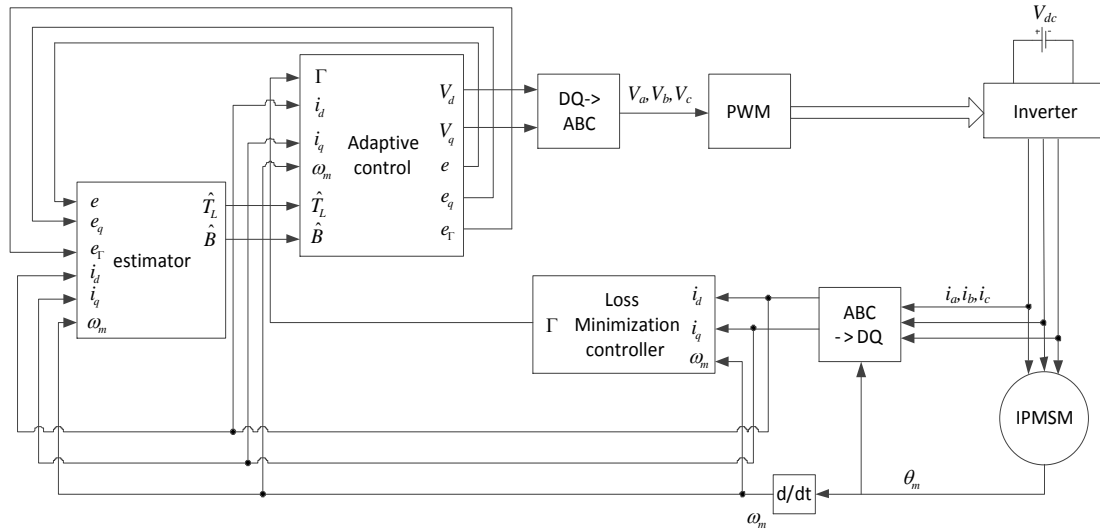 V_dc
+ -
Inverter
DQ->
ABC
V_a,V_b,V_c
PWM
Γ
i_d
i_q
ω_m
T̂_L
B̂
Adaptive
control
V_d
V_q
e
e_q
e_Γ
e
e_q
e_Γ
i_d
i_q
ω_m
estimator
T̂_L
B̂
Γ
Loss
Minimization
controller
i_d
i_q
ω_m
ABC
->DQ
i_a,i_b,i_c
IPMSM
θ_m
d/dt
ω_m